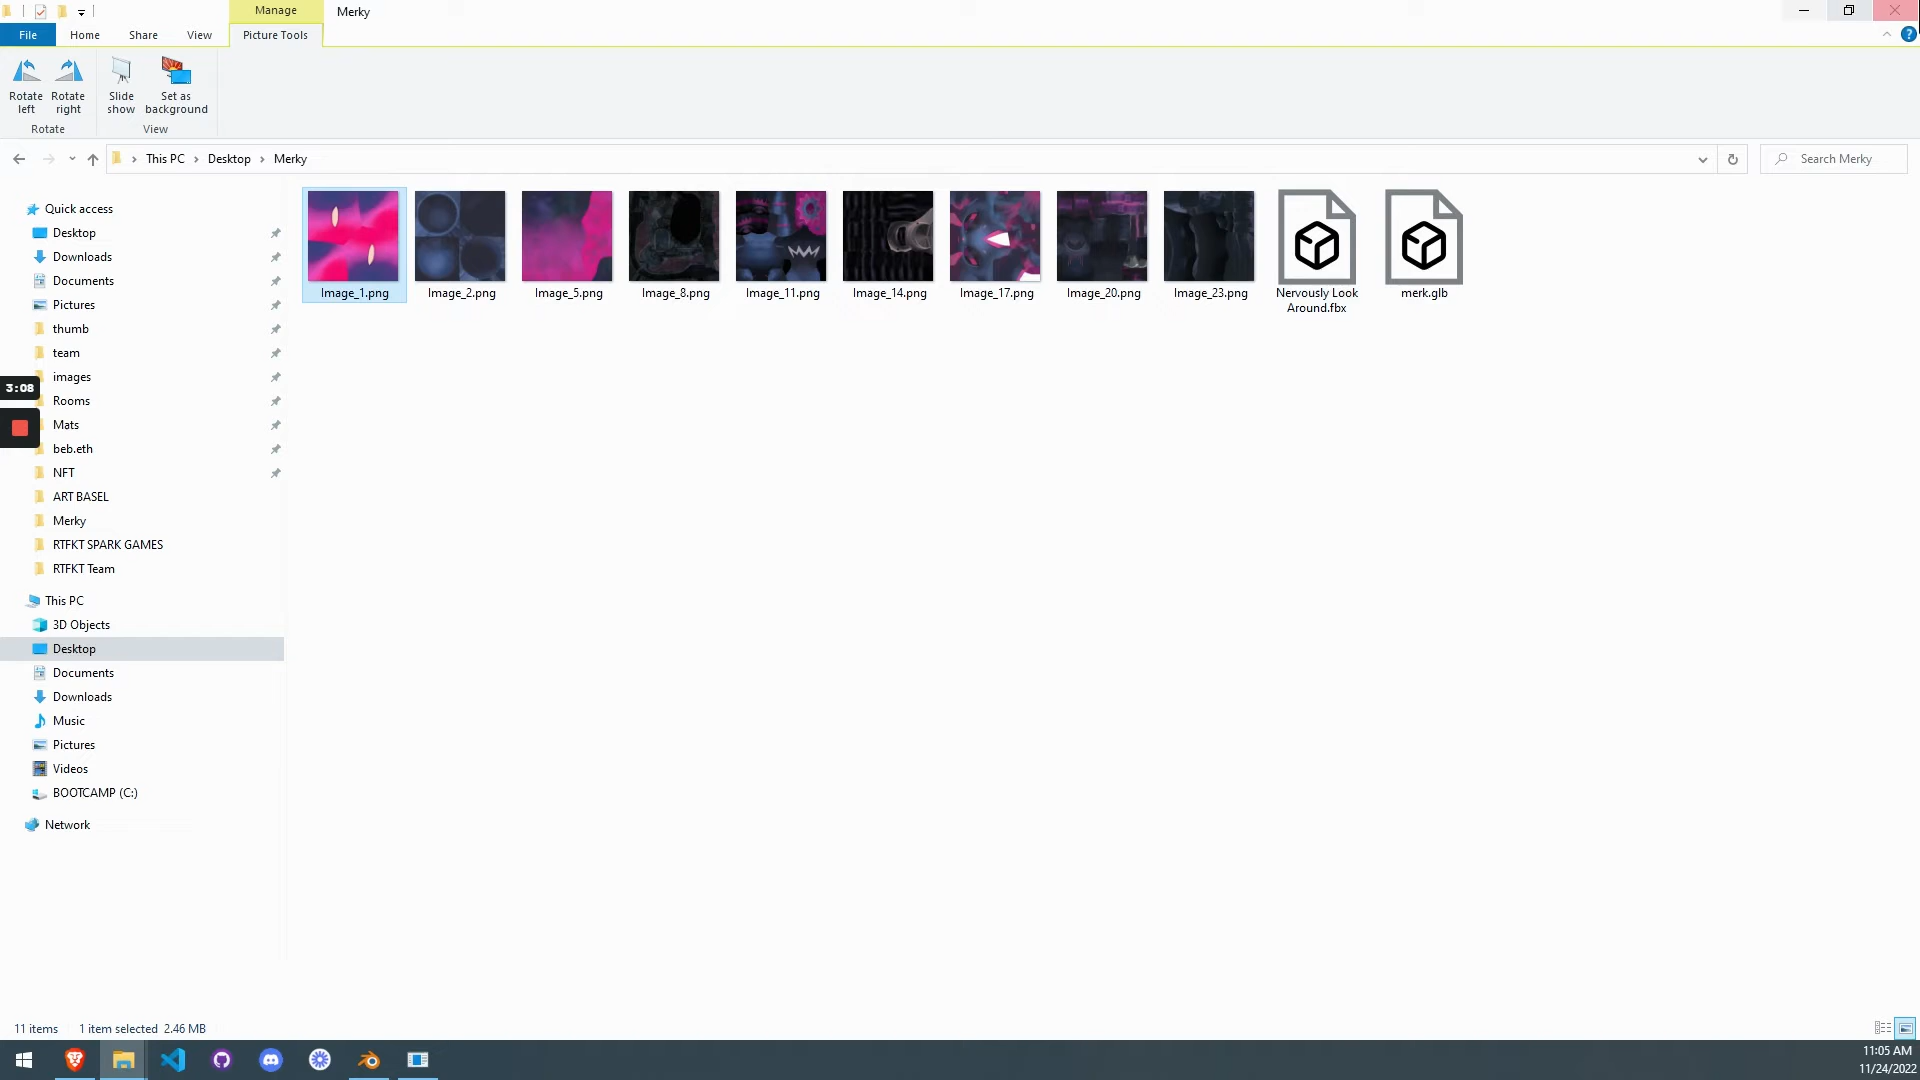 Manage
Merky
File
Home
Share
View
Picture Tools
Rotate left
Rotate right
Slide show
Set as background
Rotate
View
This PC > Desktop > Merky
Search Merky
Quick access
Desktop
Downloads
Documents
Pictures
thumb
team
images
Rooms
Mats
beb.eth
NFT
ART BASEL
Merky
RTFKT SPARK GAMES
RTFKT Team
This PC
3D Objects
Desktop
Documents
Downloads
Music
Pictures
Videos
BOOTCAMP (C:)
Network
3:08
Image_1.png
Image_2.png
Image_5.png
Image_8.png
Image_11.png
Image_14.png
Image_17.png
Image_20.png
Image_23.png
Nervously Look
Around.fbx
merk.glb
11 items
1 item selected 2.46 MB
11:05 AM
11/24/2022